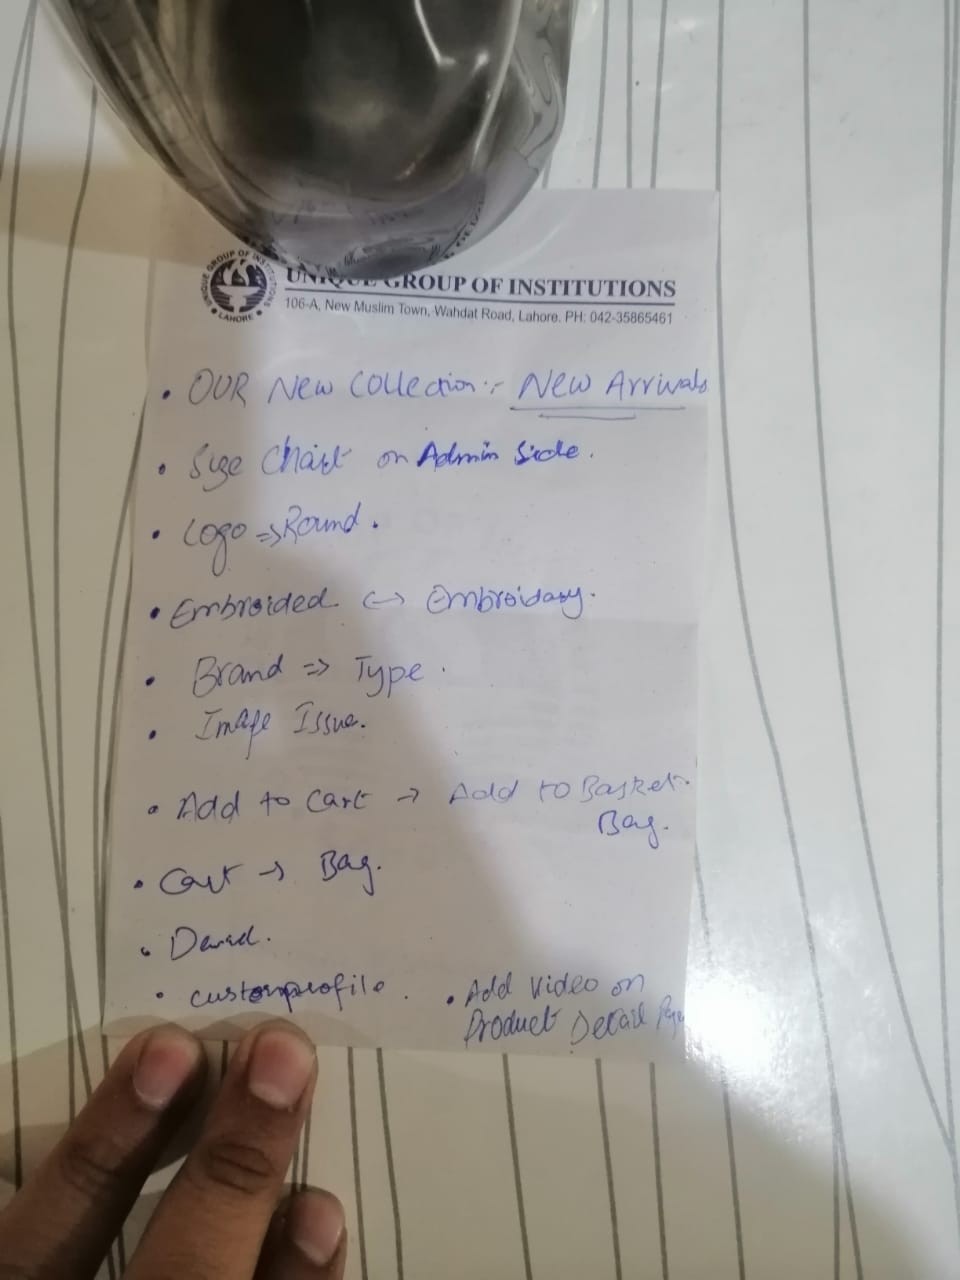 UNIQUE GROUP OF INSTITUTIONS
UNIQUE GROUP OF INSTITUTIONS
LAHORE
106-A, New Muslim Town, Wahdat Road, Lahore. PH: 042-35865461
• OUR New Collection :- New Arrivals
• Size Chart on Admin Side.
• Logo => Round.
• Embroided <-> Embroidary.
• Brand => Type.
• Image Issue.
• Add to Cart -> Add to Basket.
Bag.
• Cart -> Bag.
• customprofile.
• Add Video on
Product Detail Page